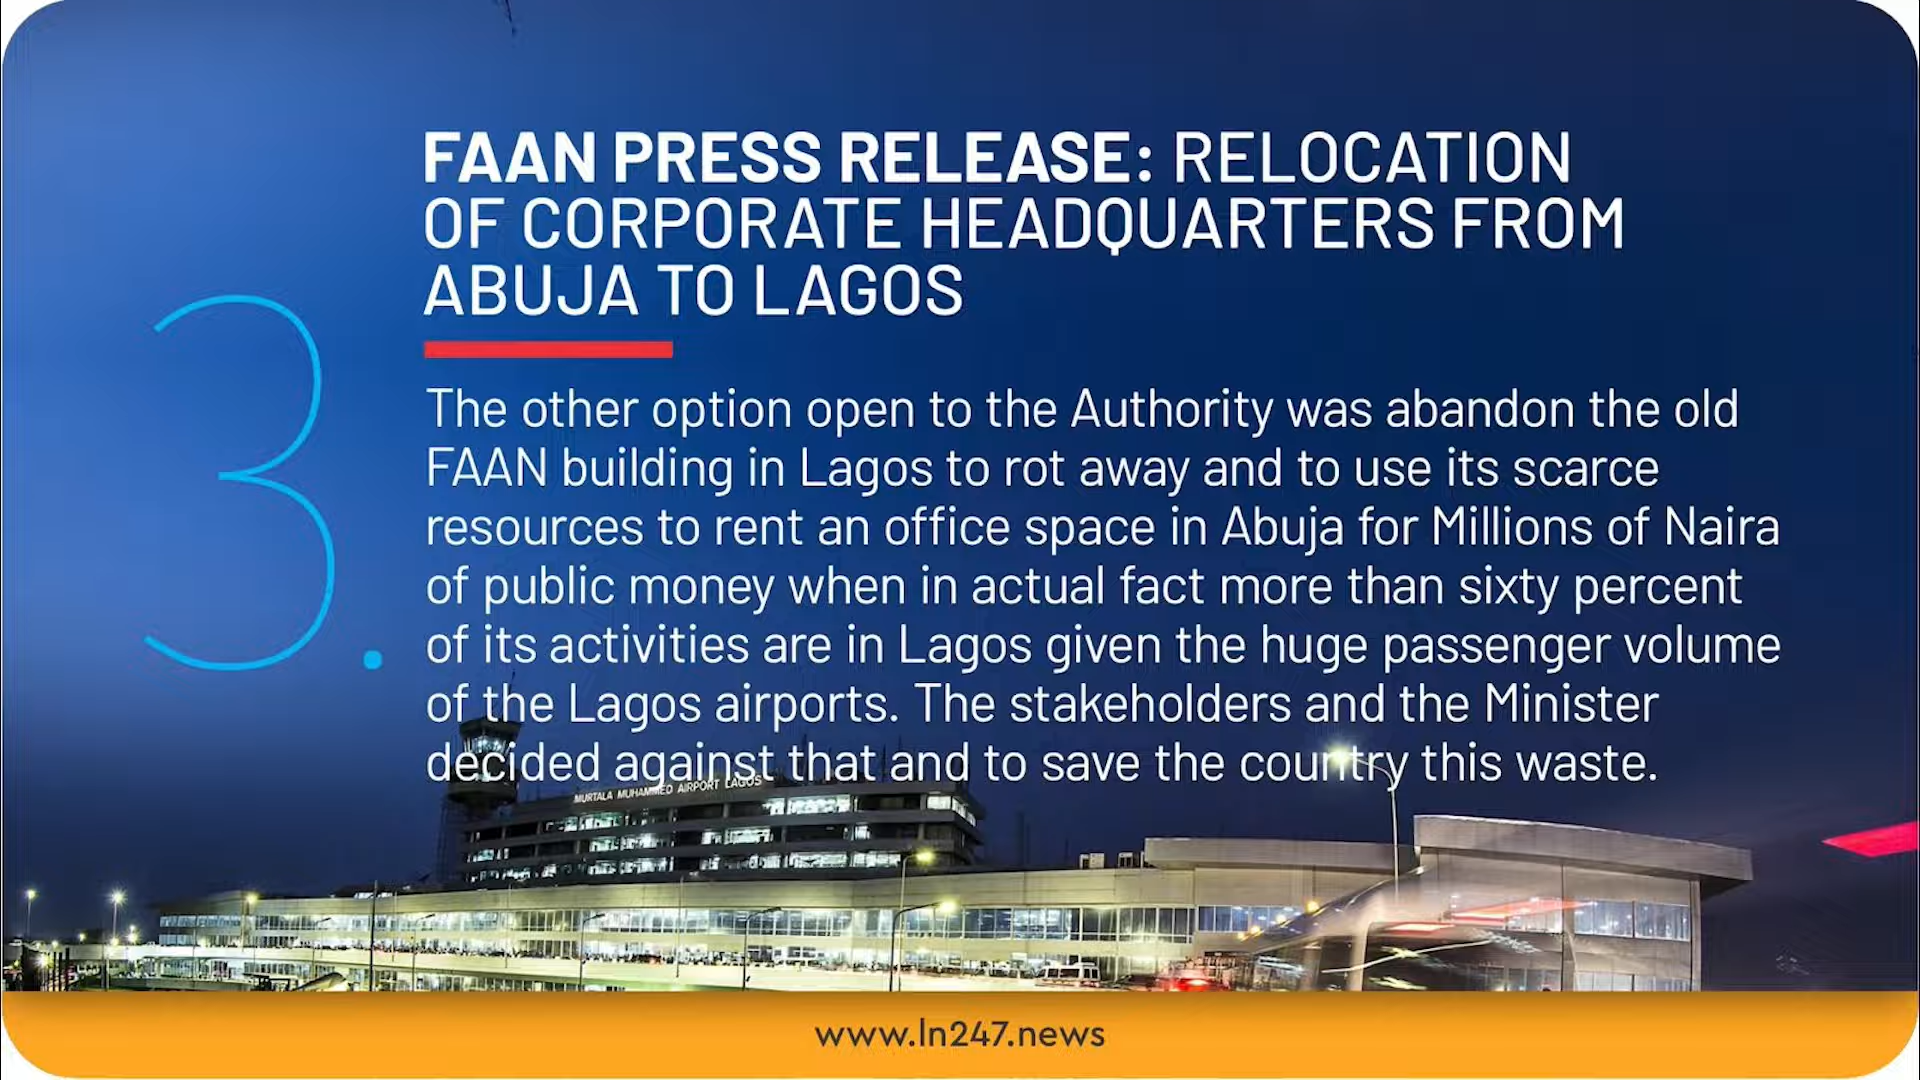 FAAN PRESS RELEASE: RELOCATION
OF CORPORATE HEADQUARTERS FROM
ABUJA TO LAGOS
3.
The other option open to the Authority was abandon the old
FAAN building in Lagos to rot away and to use its scarce
resources to rent an office space in Abuja for Millions of Naira
of public money when in actual fact more than sixty percent
of its activities are in Lagos given the huge passenger volume
of the Lagos airports. The stakeholders and the Minister
decided against that and to save the country this waste.
MURTALA MUHAMMED AIRPORT LAGOS
www.ln247.news